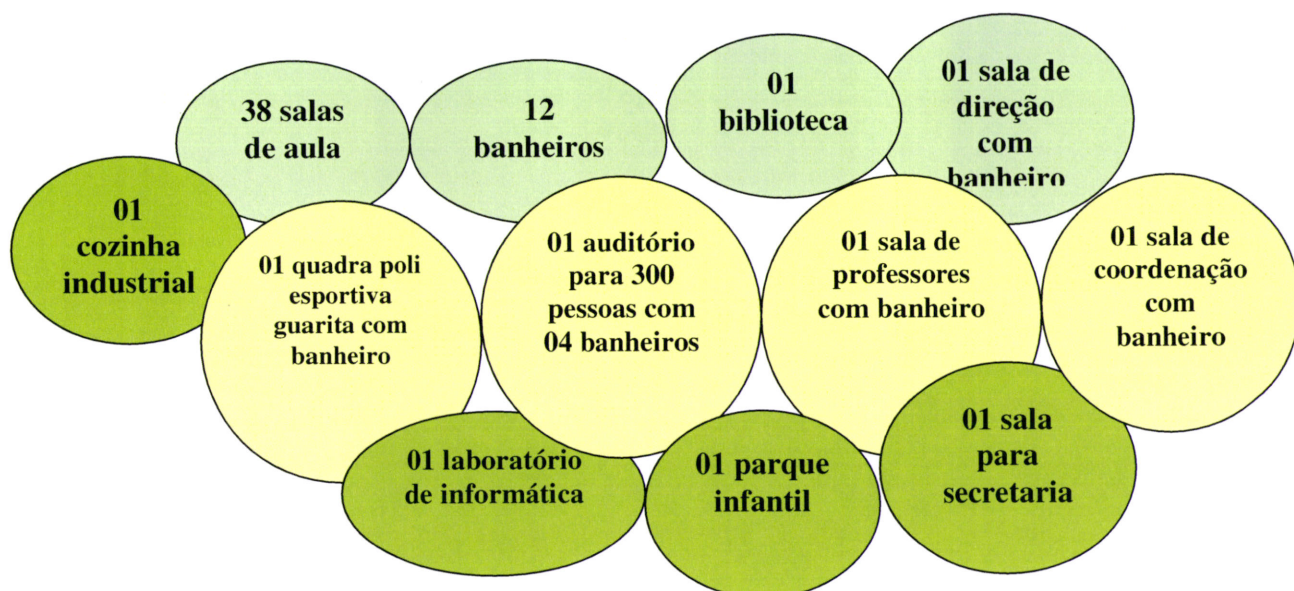 38 salas
de aula
12
banheiros
01
biblioteca
01 sala de
direção
com
banheiro
01
cozinha
industrial
01 quadra poli
esportiva
guarita com
banheiro
01 auditório
para 300
pessoas com
04 banheiros
01 sala de
professores
com banheiro
01 sala de
coordenação
com
banheiro
01 laboratório
de informática
01 parque
infantil
01 sala
para
secretaria